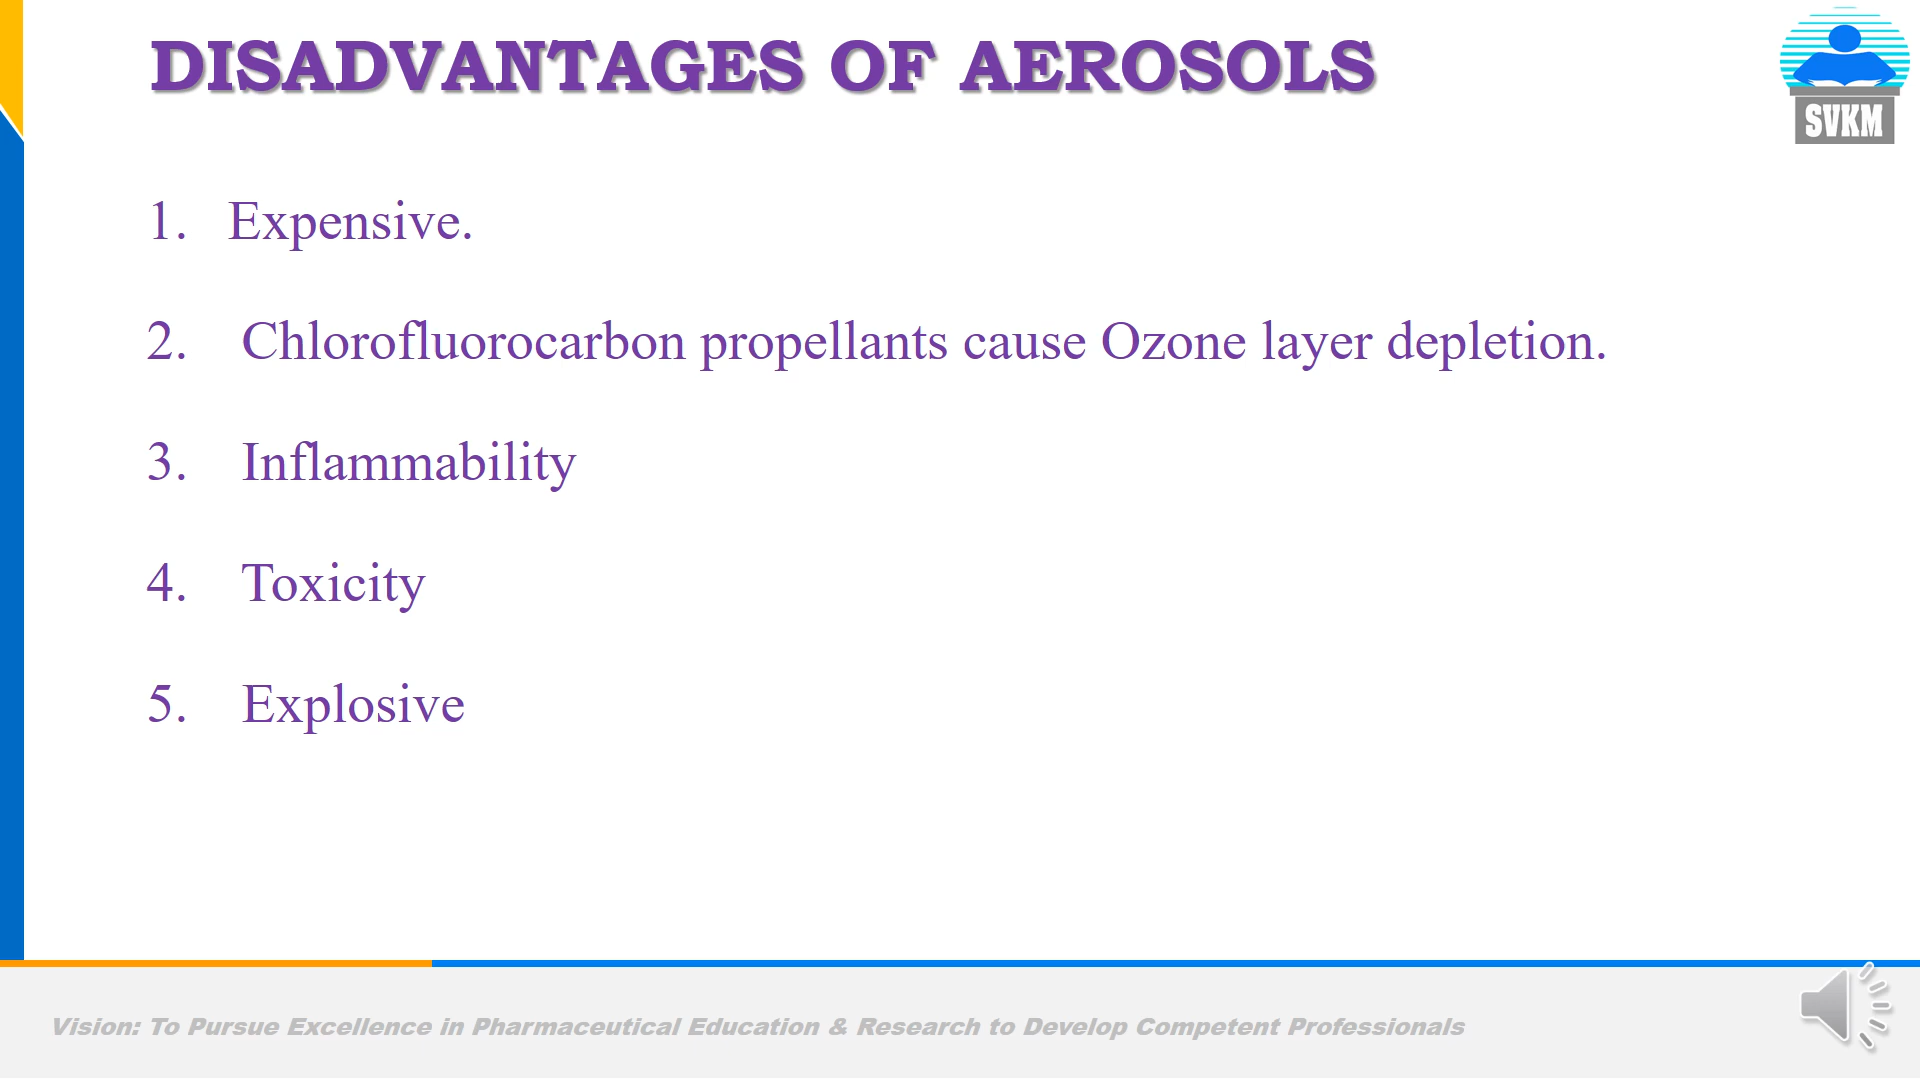 DISADVANTAGES OF AEROSOLS
SVKM
1. Expensive.
2. Chlorofluorocarbon propellants cause Ozone layer depletion.
3. Inflammability
4. Toxicity
5. Explosive
Vision: To Pursue Excellence in Pharmaceutical Education & Research to Develop Competent Professionals